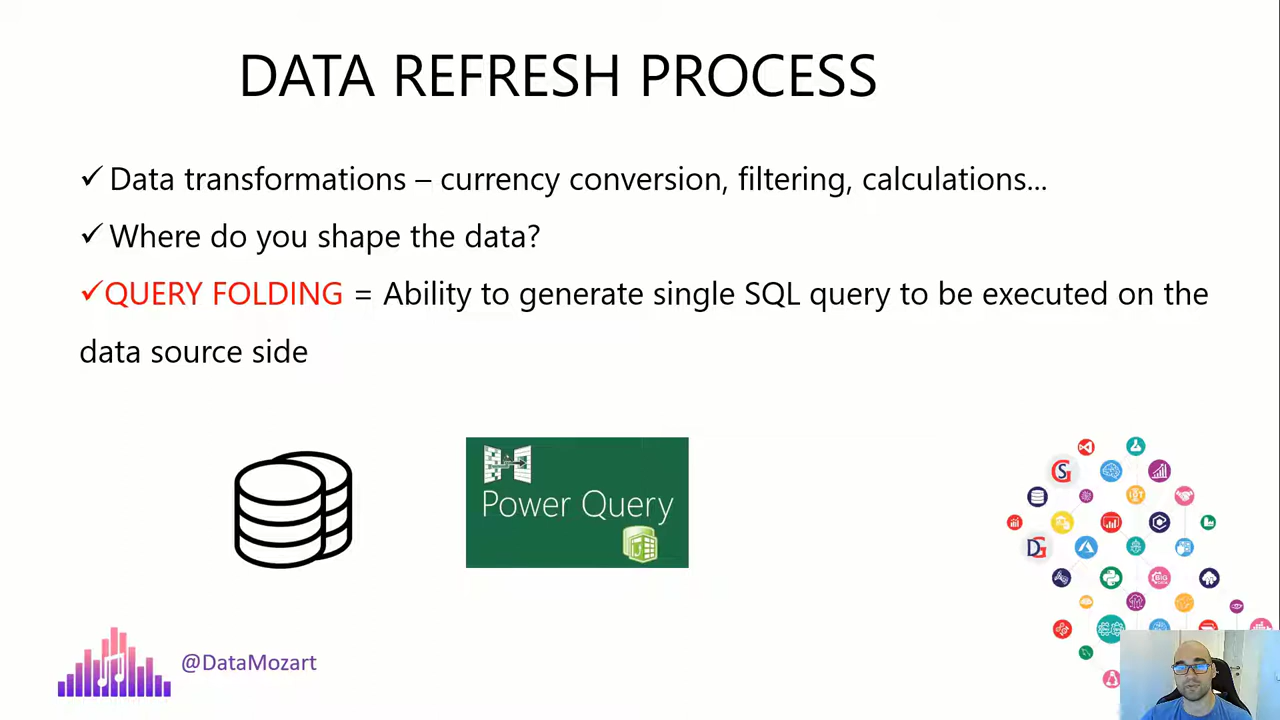 DATA REFRESH PROCESS
✓ Data transformations – currency conversion, filtering, calculations...
✓ Where do you shape the data?
✓ QUERY FOLDING = Ability to generate single SQL query to be executed on the
data source side
Power Query
@DataMozart